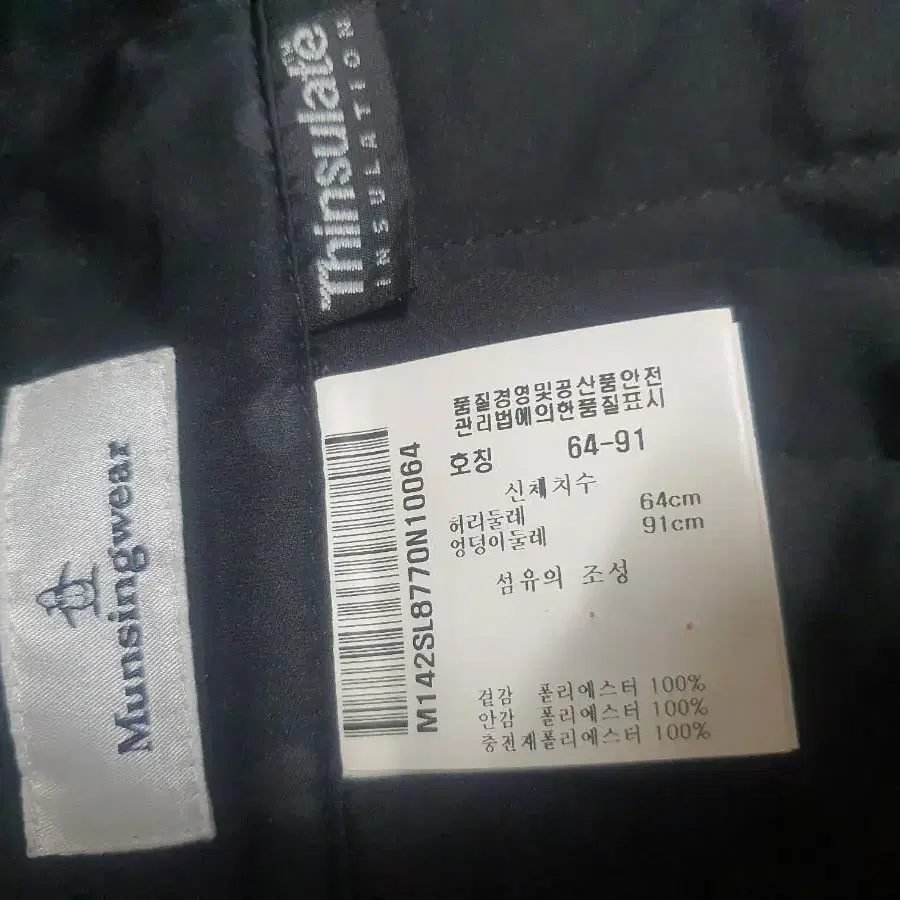 Thinsulate
INSULATION
Munsingwear
품질경영및공산품안전
관리법에의한품질표시
호칭 64-91
신체치수
허리둘레 64cm
엉덩이둘레 91cm
섬유의 조성
겉감 폴리에스터 100%
안감 폴리에스터 100%
충전재폴리에스터 100%
M142SL8770N10064